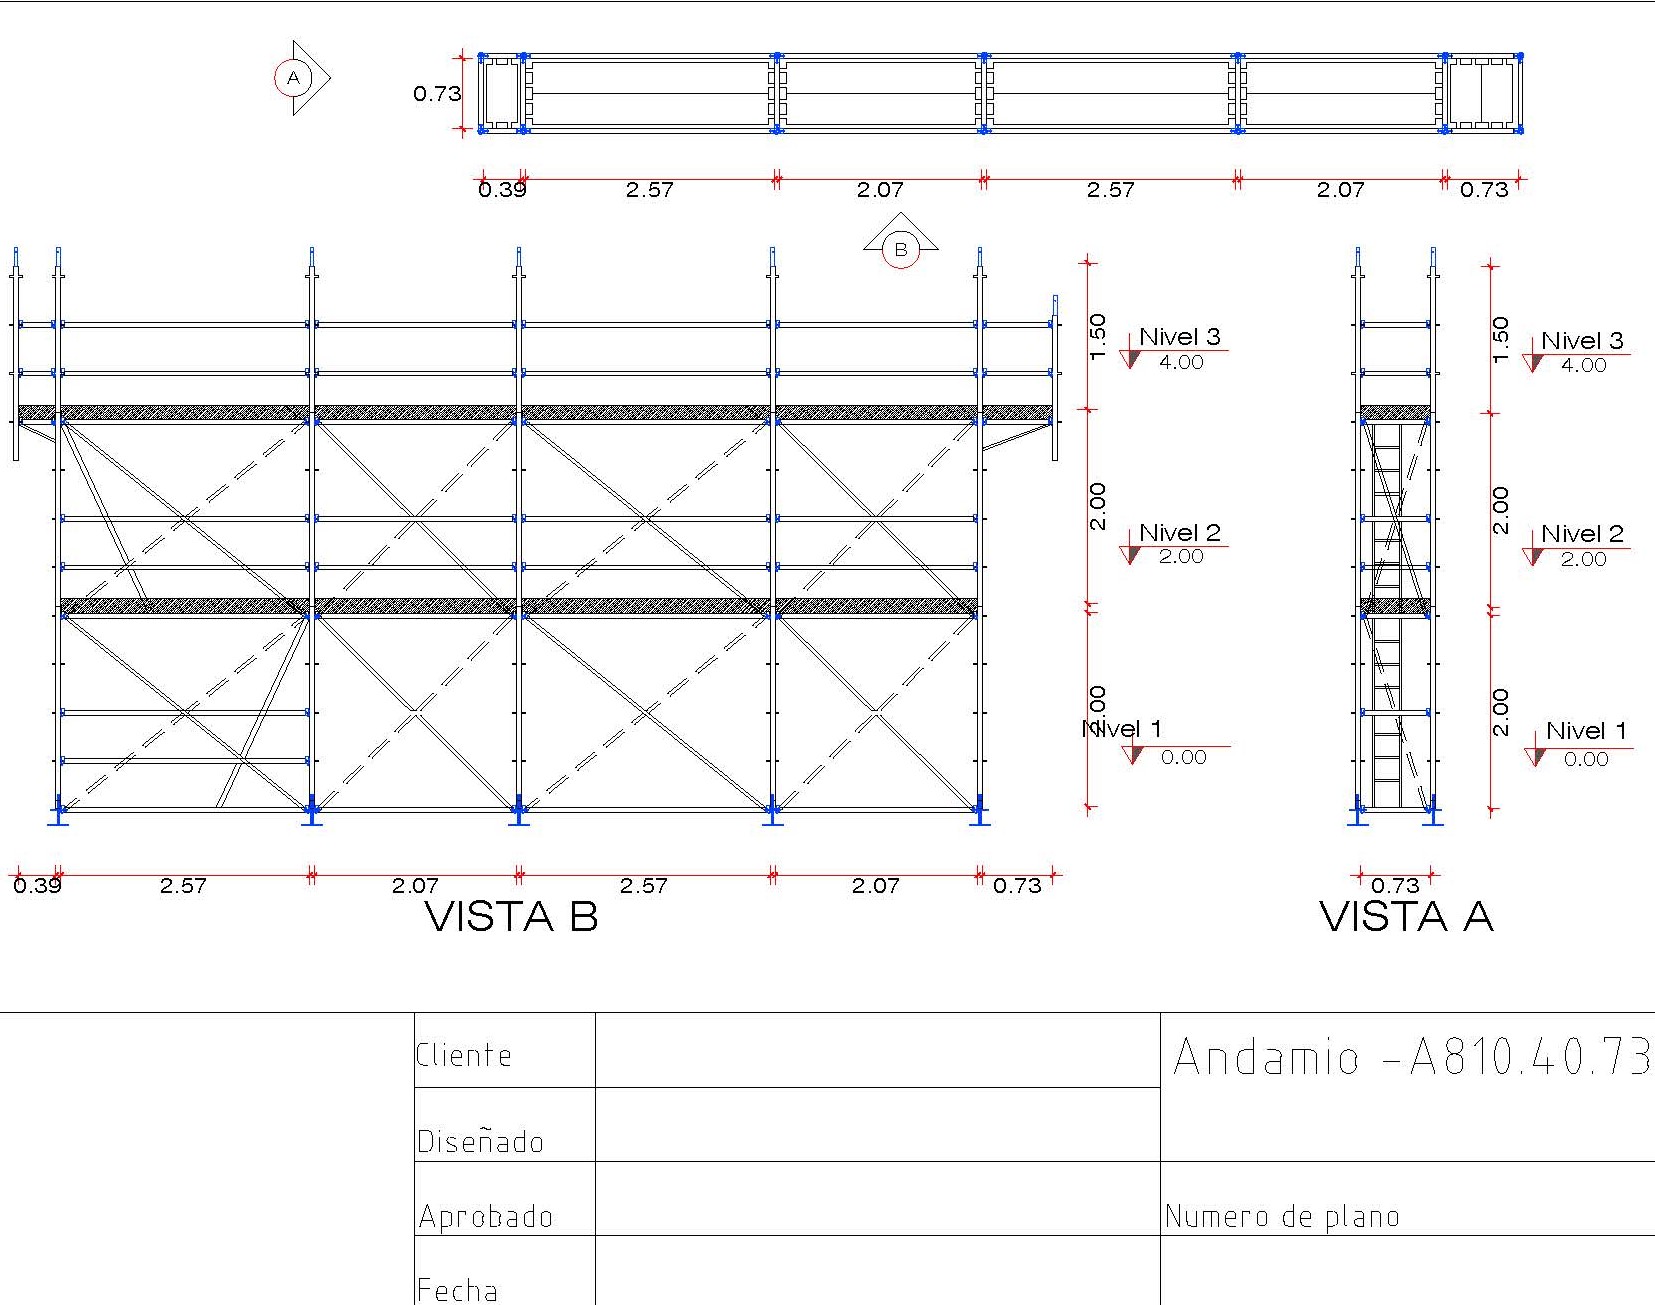 A
0.73
0.39 2.57 2.07 2.57 2.07 0.73
B
1.50
Nivel 3
4.00
2.00
Nivel 2
2.00
2.00
Nivel 1
0.00
1.50
Nivel 3
4.00
2.00
Nivel 2
2.00
2.00
Nivel 1
0.00
0.39 2.57 2.07 2.57 2.07 0.73
0.73
VISTA B
VISTA A
Cliente
Andamio -A810.40.73
Diseñado
Aprobado
Numero de plano
Fecha